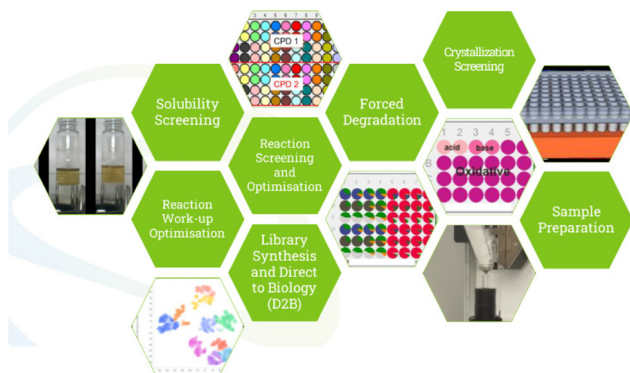 CPD 1
CPD 2
Crystallization
Screening
Solubility
Screening
Forced
Degradation
Reaction
Screening
and
Optimisation
1 2 3 4 5
acid base
Oxidative
Reaction
Work-up
Optimisation
Library
Synthesis
and Direct
to Biology
(D2B)
Sample
Preparation